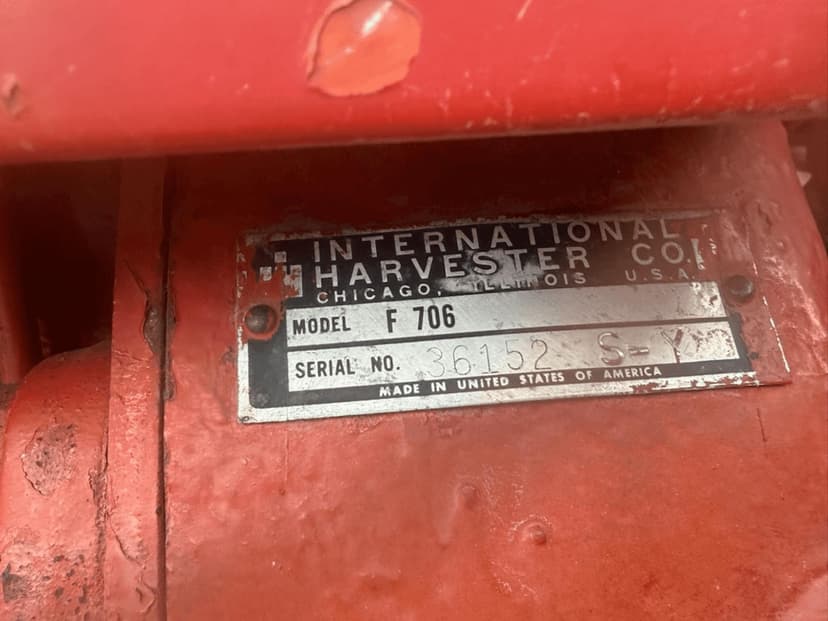 INTERNATIONAL
HARVESTER CO.
CHICAGO, ILLINOIS U.S.A.
MODEL F 706
SERIAL NO. 36152 S-Y
MADE IN UNITED STATES OF AMERICA